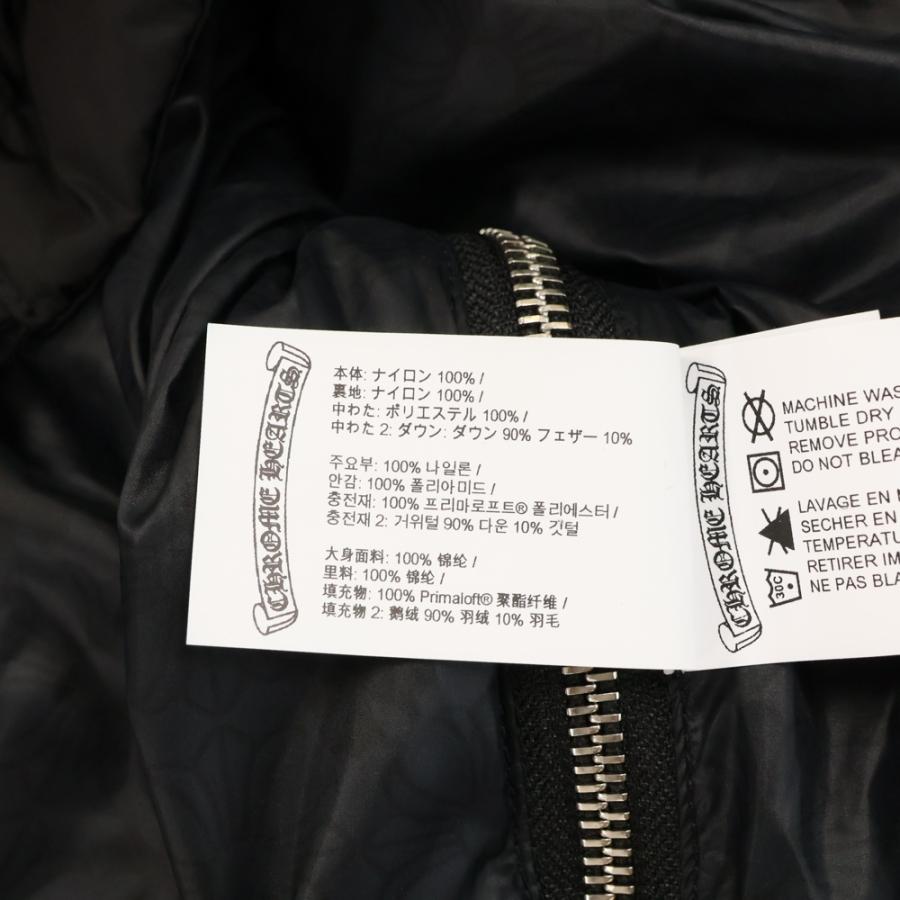 CHROME HEARTS
本体: ナイロン 100% /
裏地: ナイロン 100% /
中わた: ポリエステル 100% /
中わた 2: ダウン: ダウン 90% フェザー 10%
주요부: 100% 나일론 /
안감: 100% 폴리아미드 /
충전재: 100% 프리마로프트® 폴리에스터 /
충전재 2: 거위털 90% 다운 10% 깃털
大身面料: 100% 锦纶 /
里料: 100% 锦纶 /
填充物: 100% Primaloft® 聚酯纤维 /
填充物 2: 鹅绒 90% 羽绒 10% 羽毛
CHROME HEARTS
MACHINE WAS
TUMBLE DRY
REMOVE PRO
DO NOT BLEA
LAVAGE EN M
SECHER EN
TEMPERATU
RETIRER IM
NE PAS BLA
30C